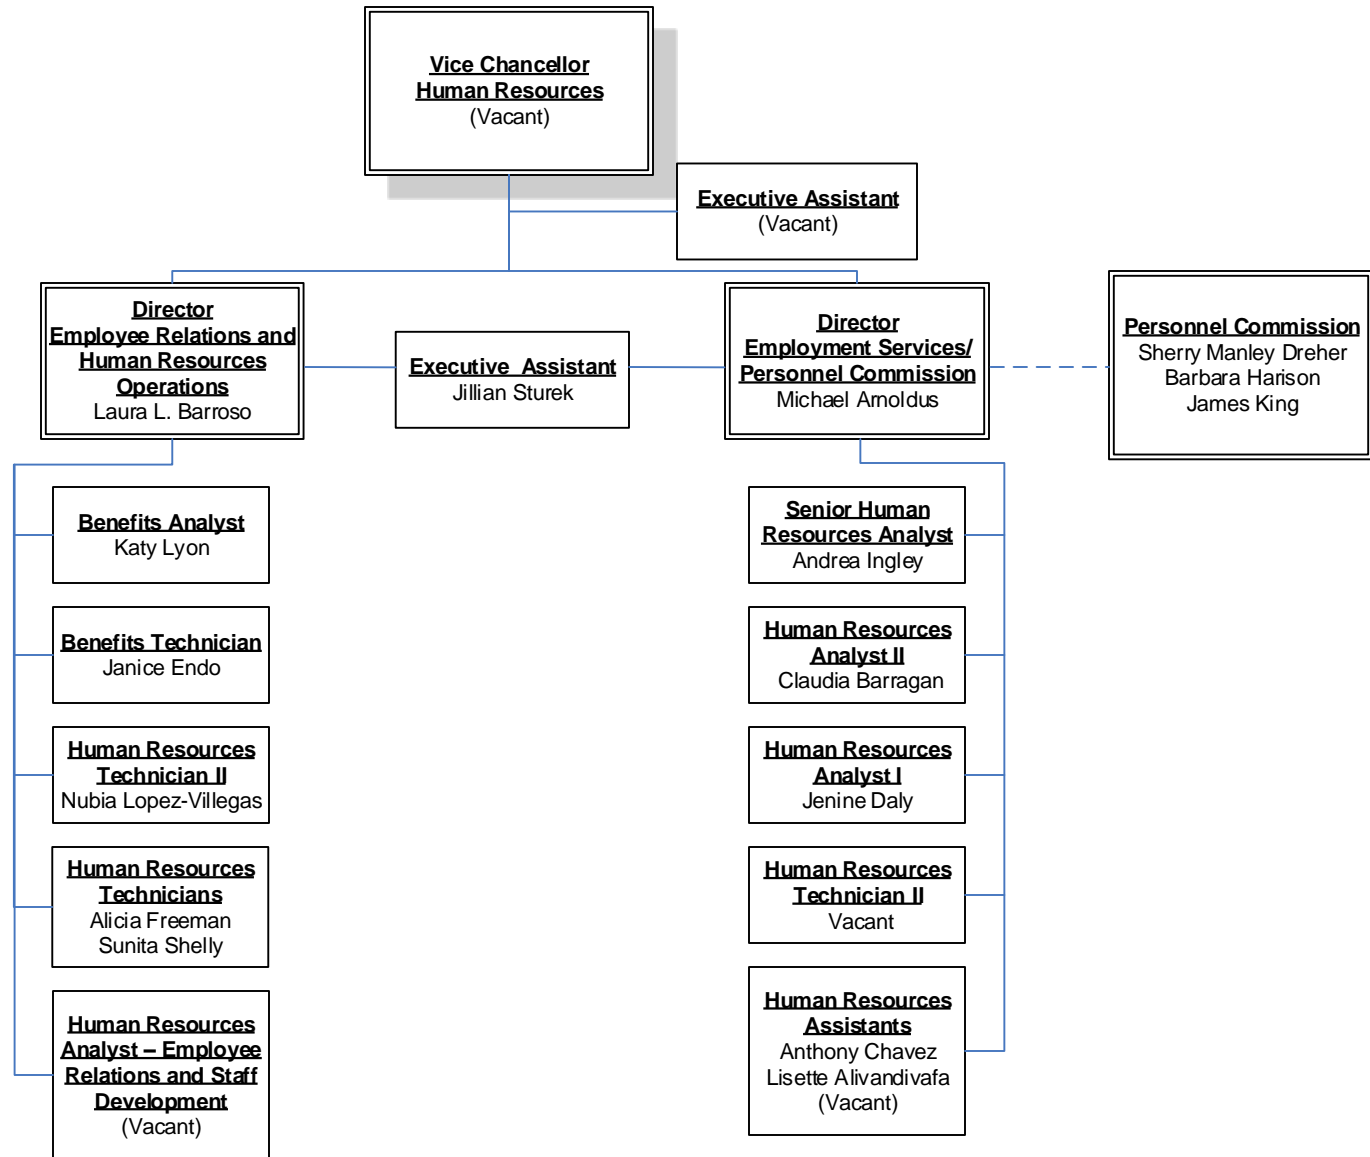 Vice Chancellor
Human Resources
(Vacant)
Executive Assistant
(Vacant)
Director
Employee Relations and
Human Resources
Operations
Laura L. Barroso
Executive Assistant
Jillian Sturek
Director
Employment Services/
Personnel Commission
Michael Arnoldus
Personnel Commission
Sherry Manley Dreher
Barbara Harison
James King
Benefits Analyst
Katy Lyon
Benefits Technician
Janice Endo
Human Resources
Technician II
Nubia Lopez-Villegas
Human Resources
Technicians
Alicia Freeman
Sunita Shelly
Human Resources
Analyst – Employee
Relations and Staff
Development
(Vacant)
Senior Human
Resources Analyst
Andrea Ingley
Human Resources
Analyst II
Claudia Barragan
Human Resources
Analyst I
Jenine Daly
Human Resources
Technician II
Vacant
Human Resources
Assistants
Anthony Chavez
Lisette Alivandivafa
(Vacant)